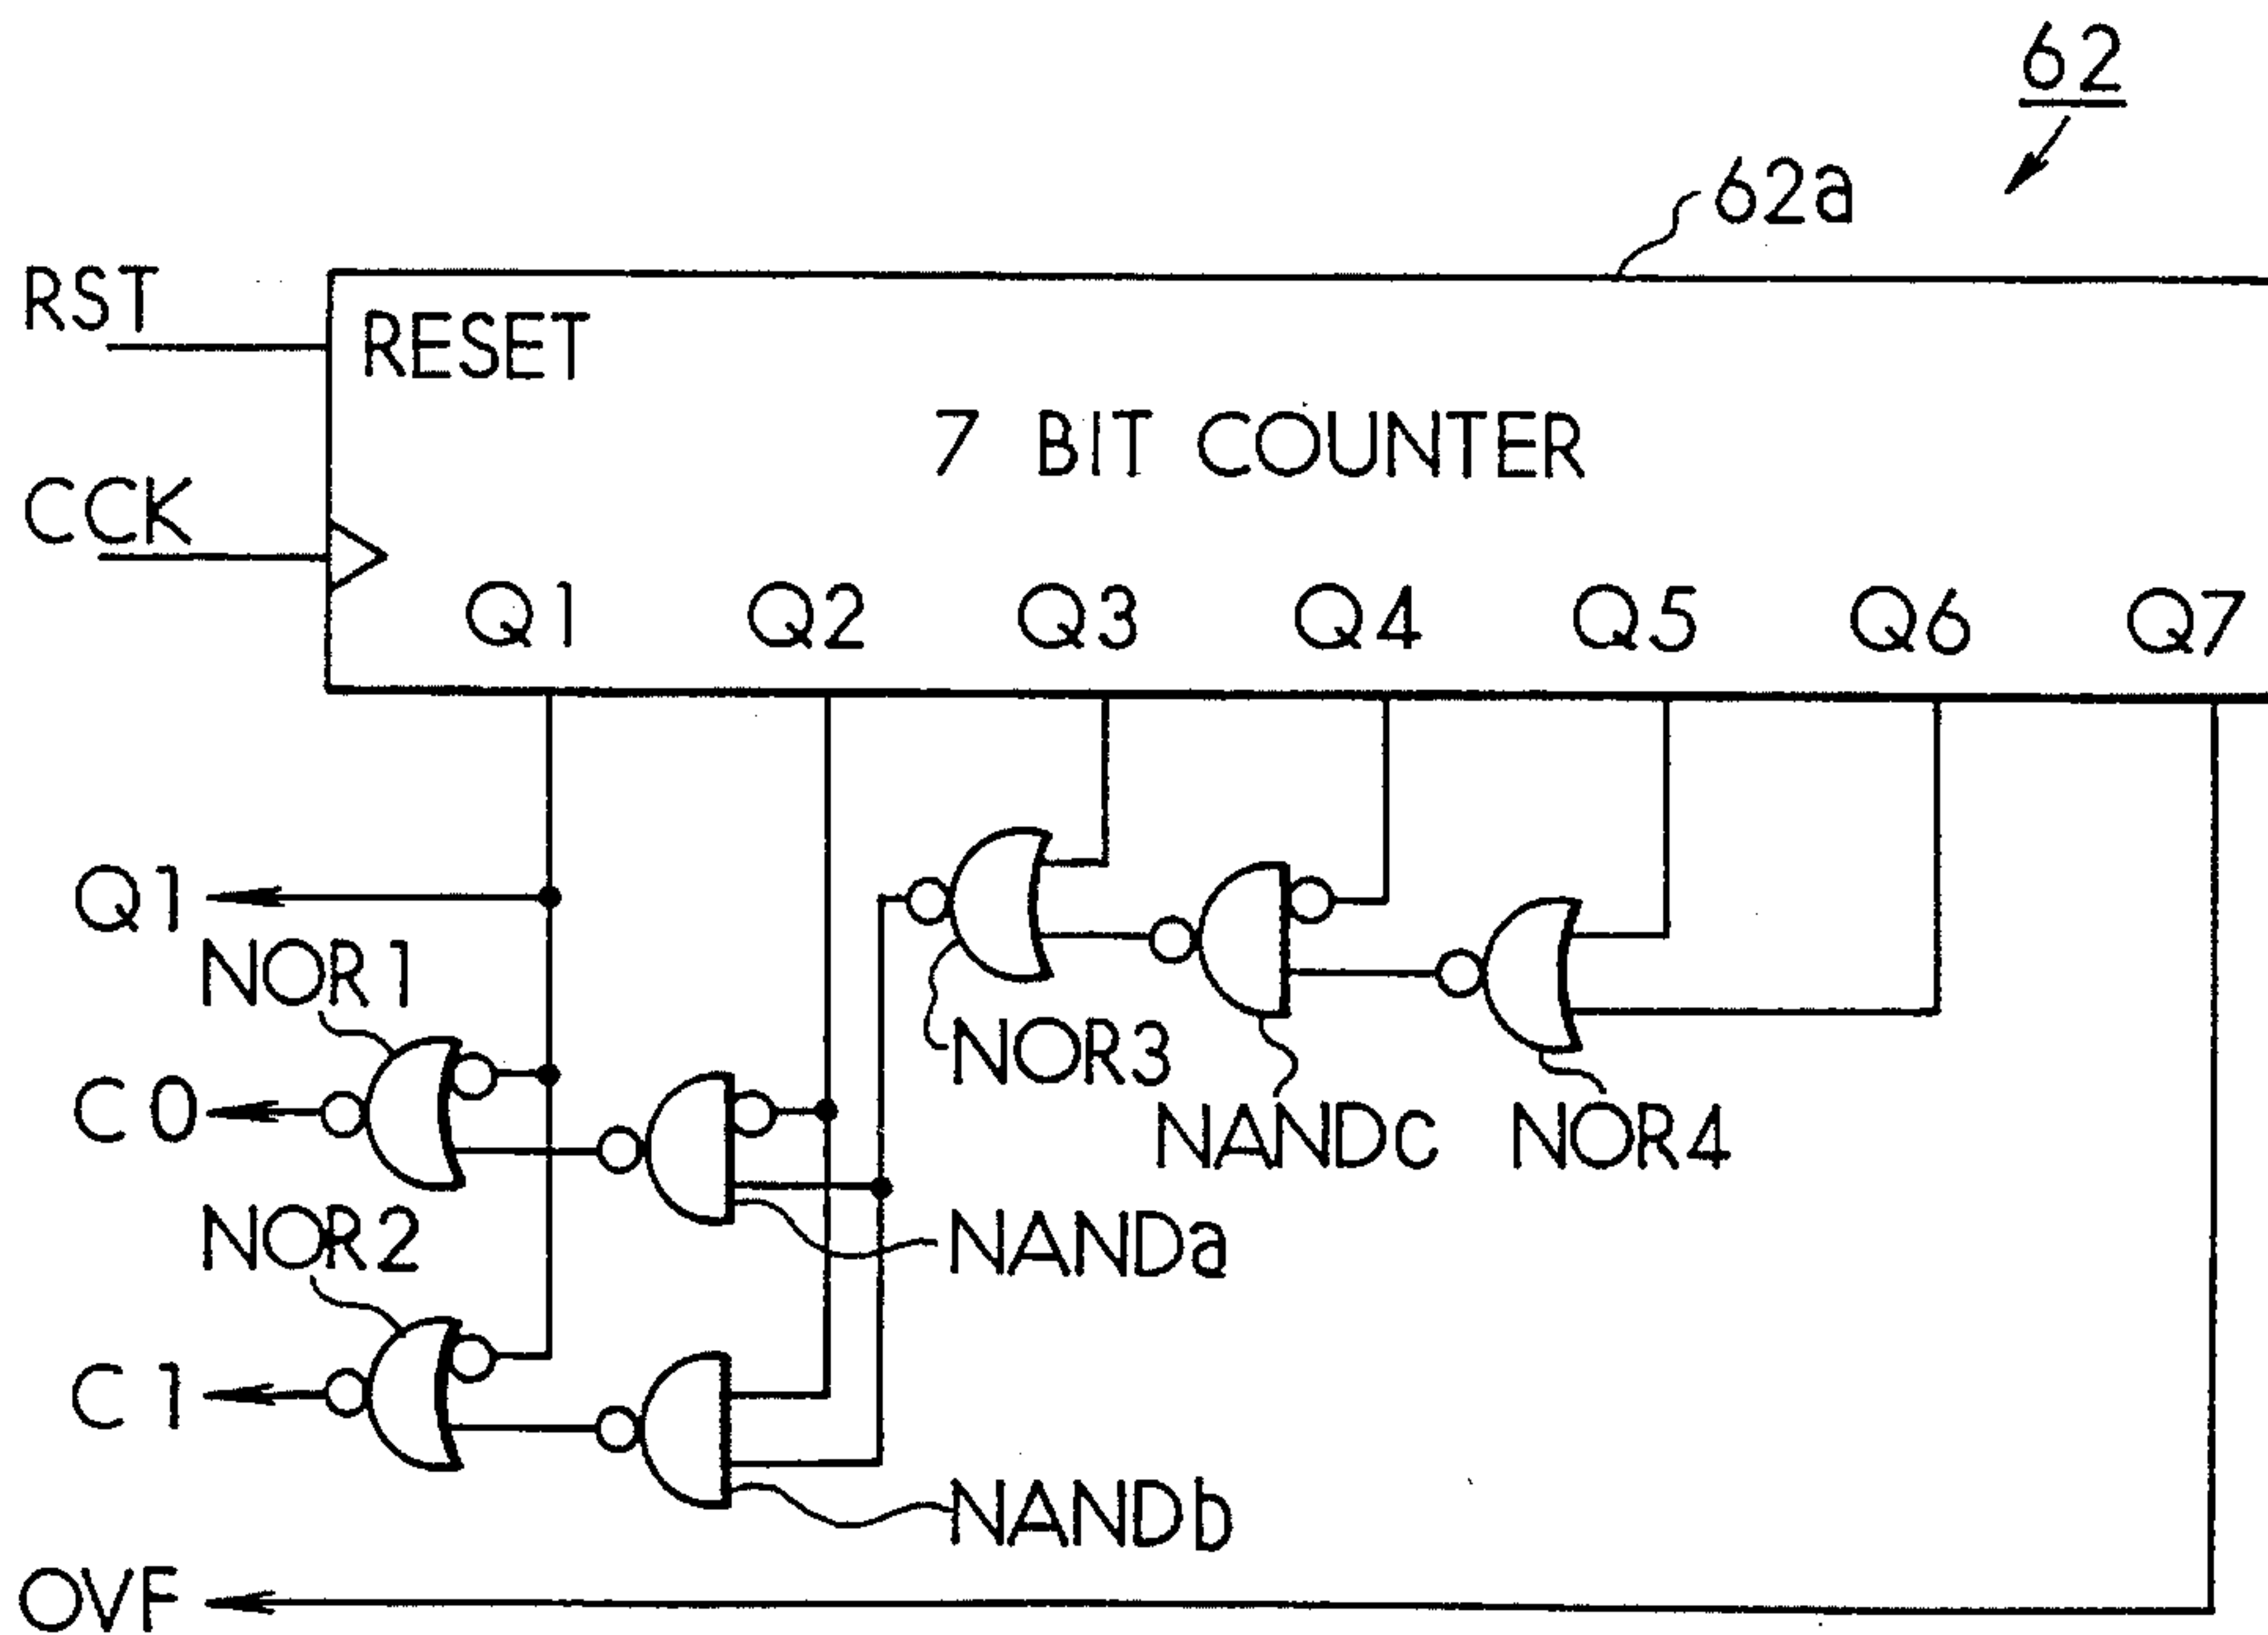 62
62a
RST
RESET
7 BIT COUNTER
CCK
Q1 Q2 Q3 Q4 Q5 Q6 Q7
Q1
NOR1
NOR3
C0
NANDc NOR4
NOR2
NANDa
C1
NANDb
OVF